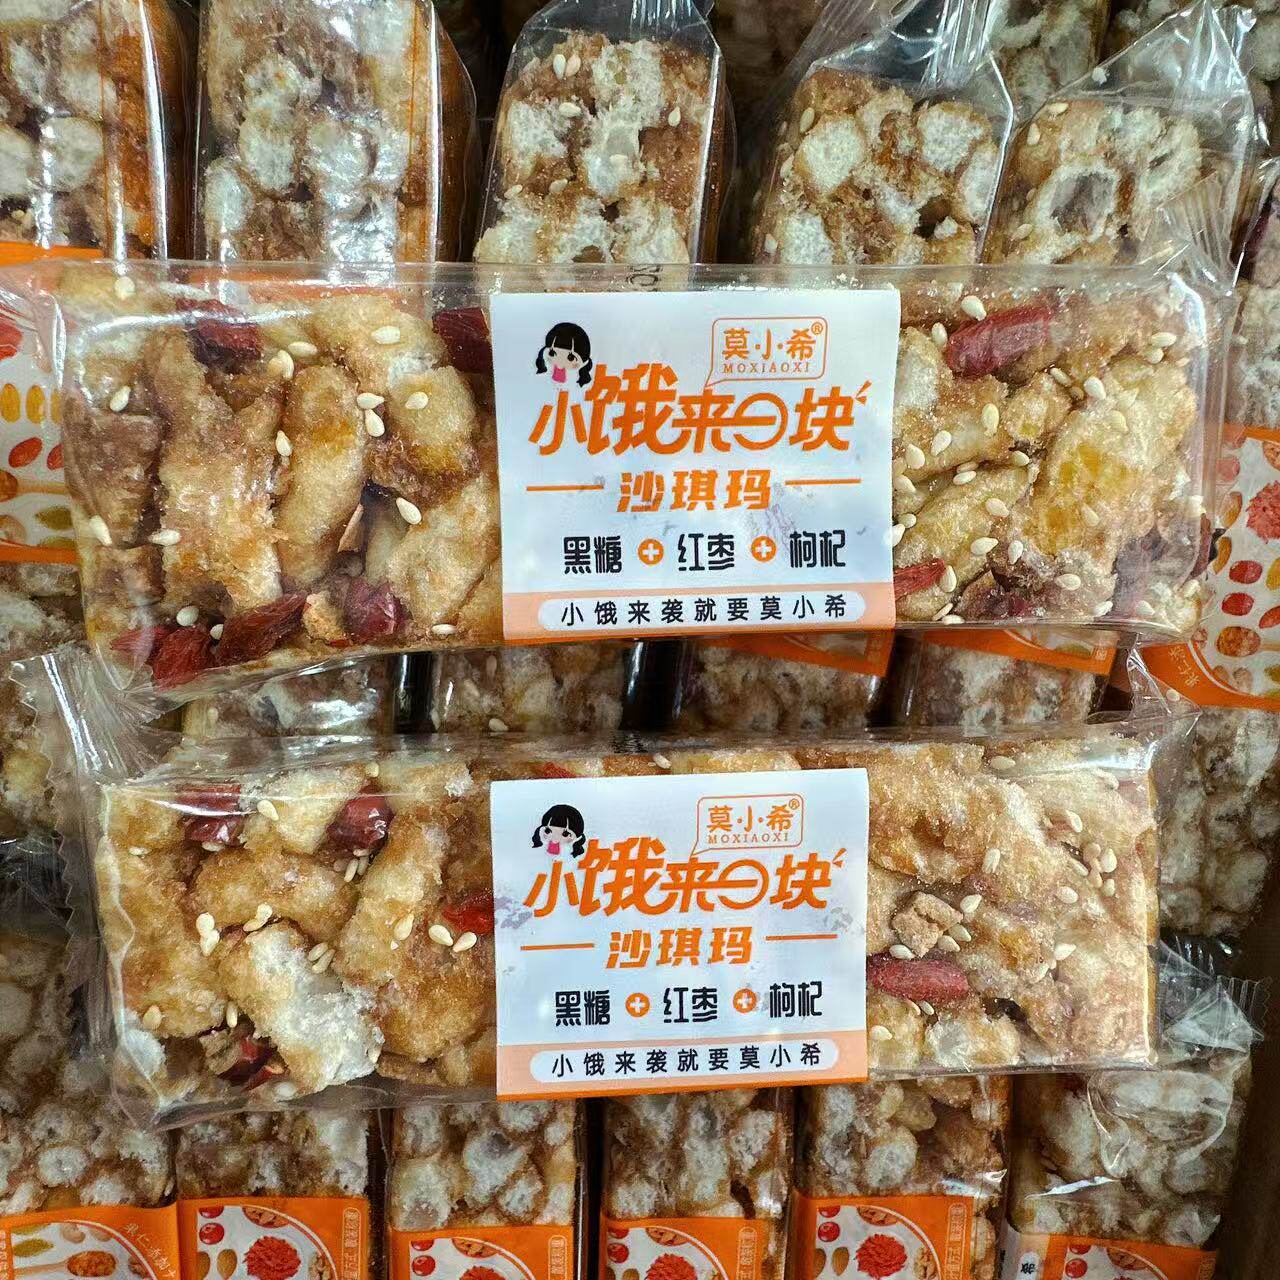 莫·小·希®
MOXIAOXI
小饿来一块
沙琪玛
黑糖+红枣+枸杞
小饿来袭就要莫小希
莫·小·希®
MOXIAOXI
小饿来一块
沙琪玛
黑糖+红枣+枸杞
小饿来袭就要莫小希